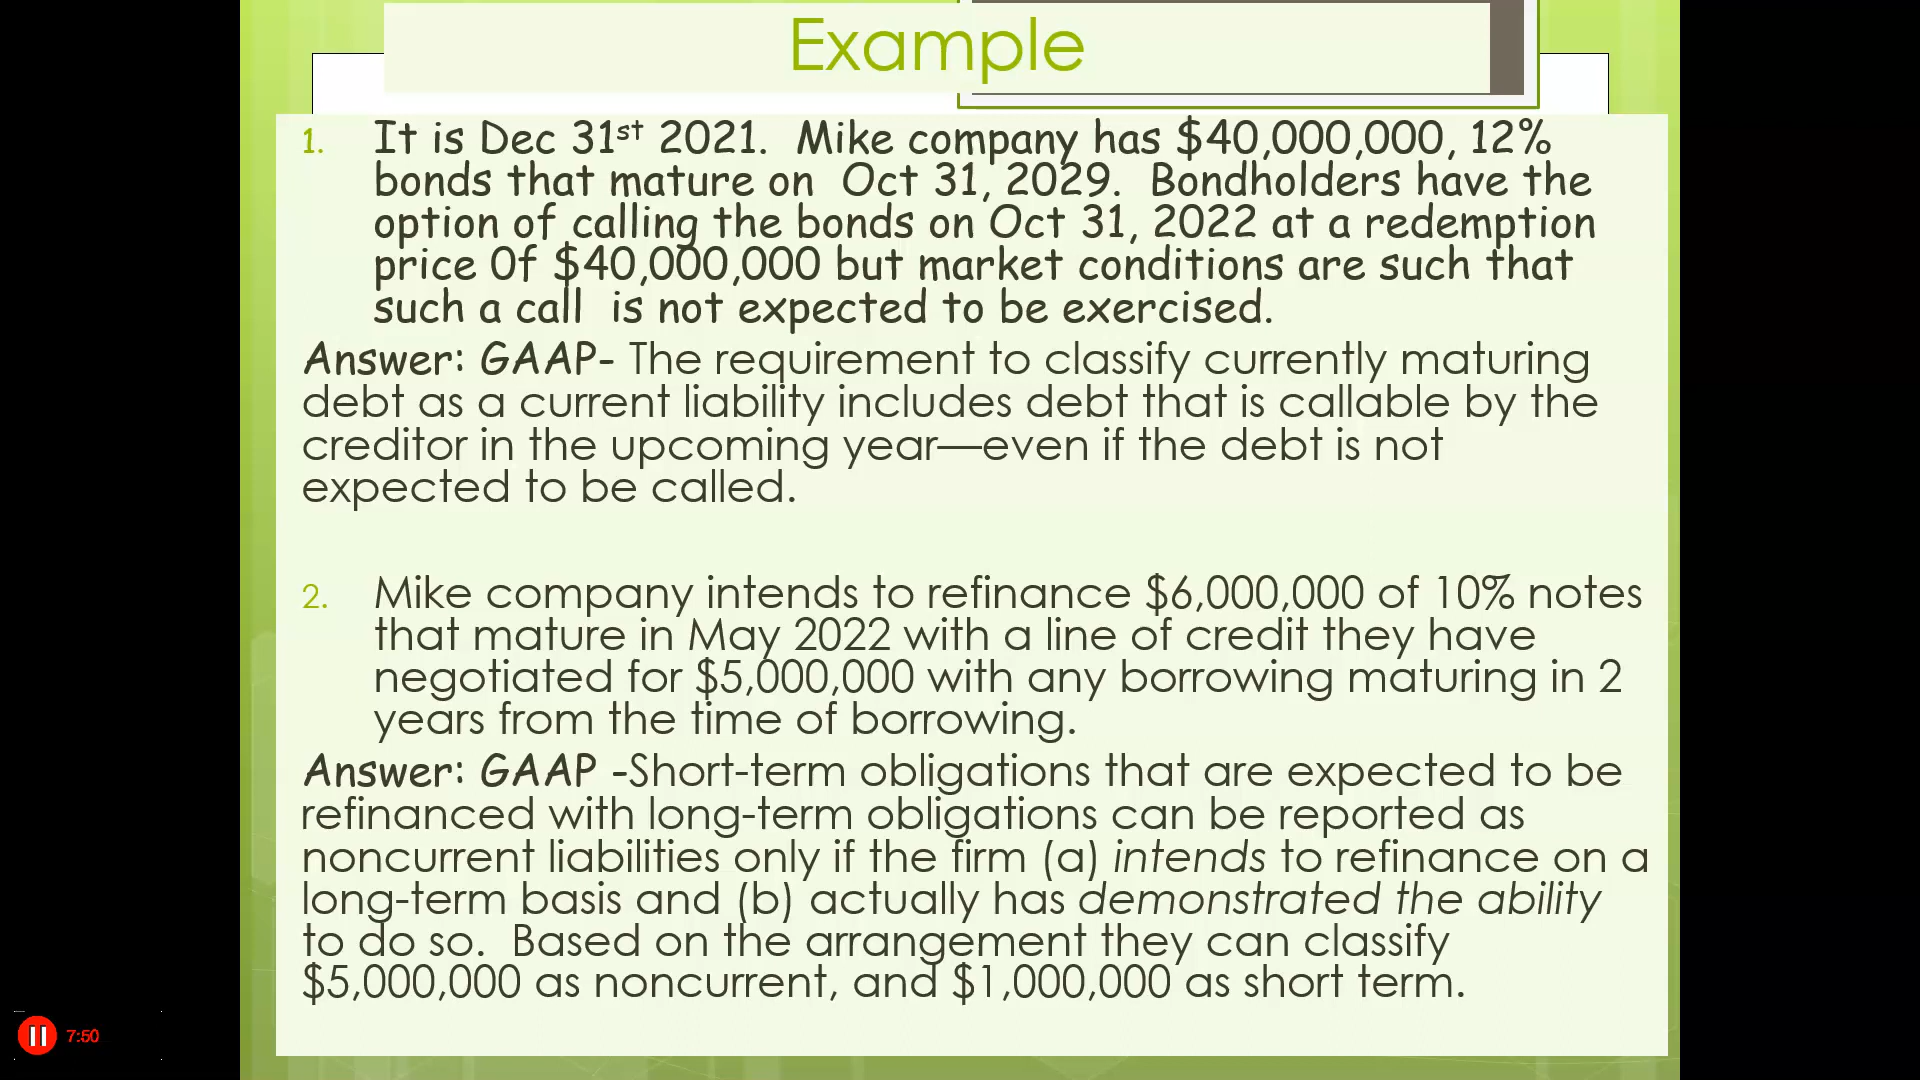 Example
1. It is Dec 31st 2021. Mike company has $40,000,000, 12%
bonds that mature on Oct 31, 2029. Bondholders have the
option of calling the bonds on Oct 31, 2022 at a redemption
price 0f $40,000,000 but market conditions are such that
such a call is not expected to be exercised.
Answer: GAAP- The requirement to classify currently maturing
debt as a current liability includes debt that is callable by the
creditor in the upcoming year—even if the debt is not
expected to be called.
2. Mike company intends to refinance $6,000,000 of 10% notes
that mature in May 2022 with a line of credit they have
negotiated for $5,000,000 with any borrowing maturing in 2
years from the time of borrowing.
Answer: GAAP -Short-term obligations that are expected to be
refinanced with long-term obligations can be reported as
noncurrent liabilities only if the firm (a) intends to refinance on a
long-term basis and (b) actually has demonstrated the ability
to do so. Based on the arrangement they can classify
$5,000,000 as noncurrent, and $1,000,000 as short term.
7:50